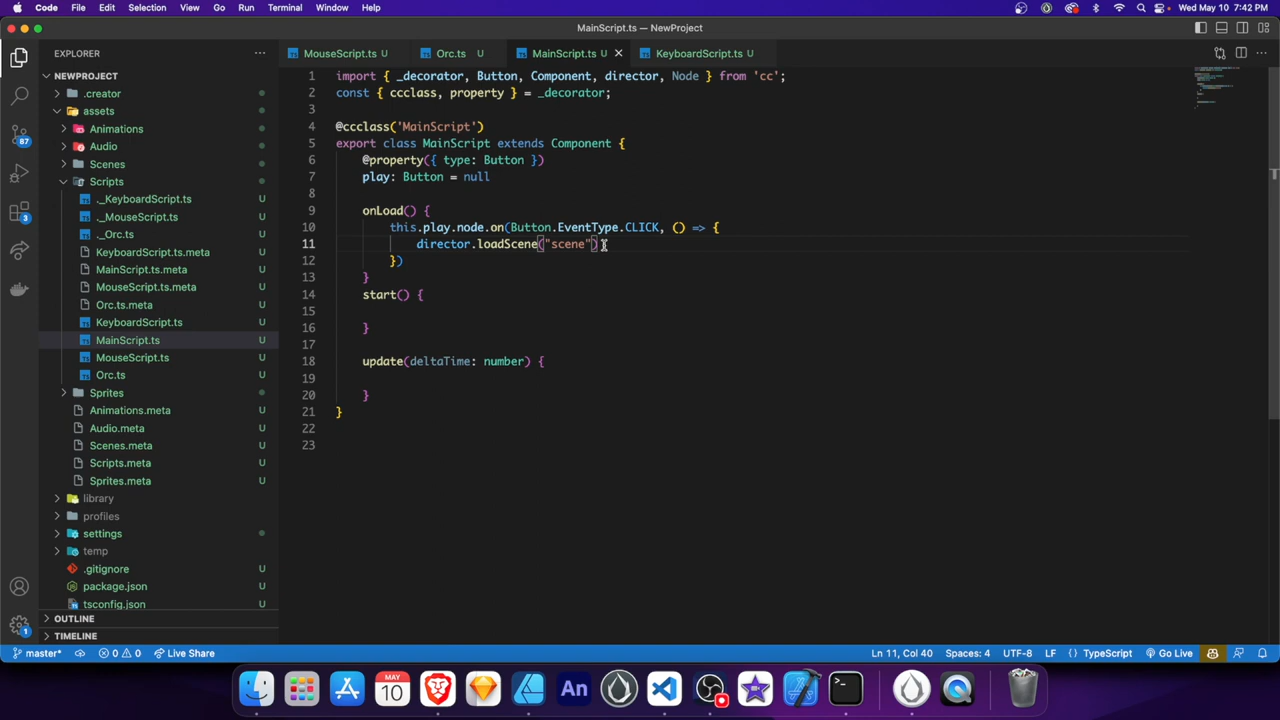 Code File Edit Selection View Go Run Terminal Window Help
Wed May 10 7:42 PM
MainScript.ts — NewProject
EXPLORER
MouseScript.ts U
Orc.ts U
MainScript.ts U
KeyboardScript.ts U
NEWPROJECT
.creator
assets
Animations
Audio
Scenes
Scripts
._KeyboardScript.ts U
._MouseScript.ts U
._Orc.ts U
KeyboardScript.ts.meta U
MainScript.ts.meta U
MouseScript.ts.meta U
Orc.ts.meta U
KeyboardScript.ts U
MainScript.ts U
MouseScript.ts U
Orc.ts U
Sprites
Animations.meta U
Audio.meta U
Scenes.meta U
Scripts.meta U
Sprites.meta U
library
profiles
settings
temp
.gitignore U
package.json U
tsconfig.json U
OUTLINE
TIMELINE
87
3
1
1 import { _decorator, Button, Component, director, Node } from 'cc';
2 const { ccclass, property } = _decorator;
3
4 @ccclass('MainScript')
5 export class MainScript extends Component {
6 @property({ type: Button })
7 play: Button = null
8
9 onLoad() {
10 this.play.node.on(Button.EventType.CLICK, () => {
11 director.loadScene("scene")
12 })
13 }
14 start() {
15
16 }
17
18 update(deltaTime: number) {
19
20 }
21 }
22
23
master* 0 0 Live Share
Ln 11, Col 40 Spaces: 4 UTF-8 LF TypeScript Go Live
MAY
10
An